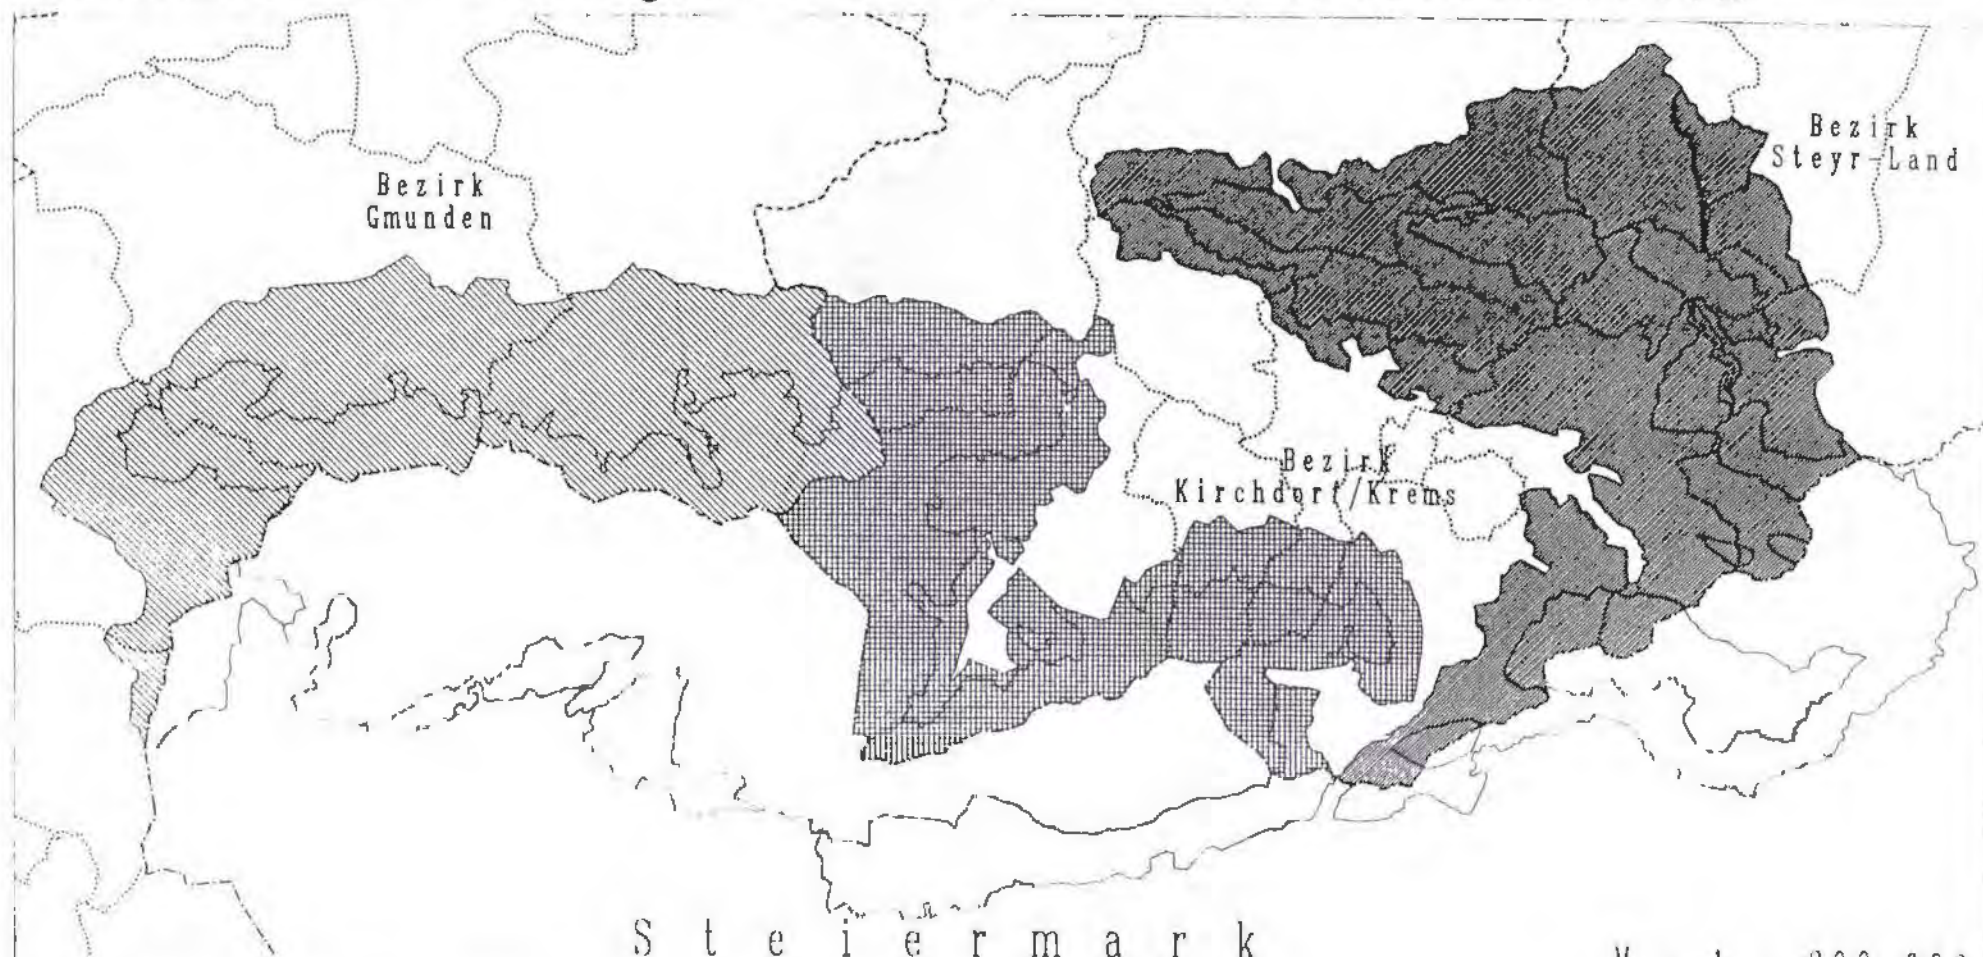 Bezirk
Steyr-Land
Bezirk
Gmunden
Bezirk
Kirchdorf/Krems
Steiermark